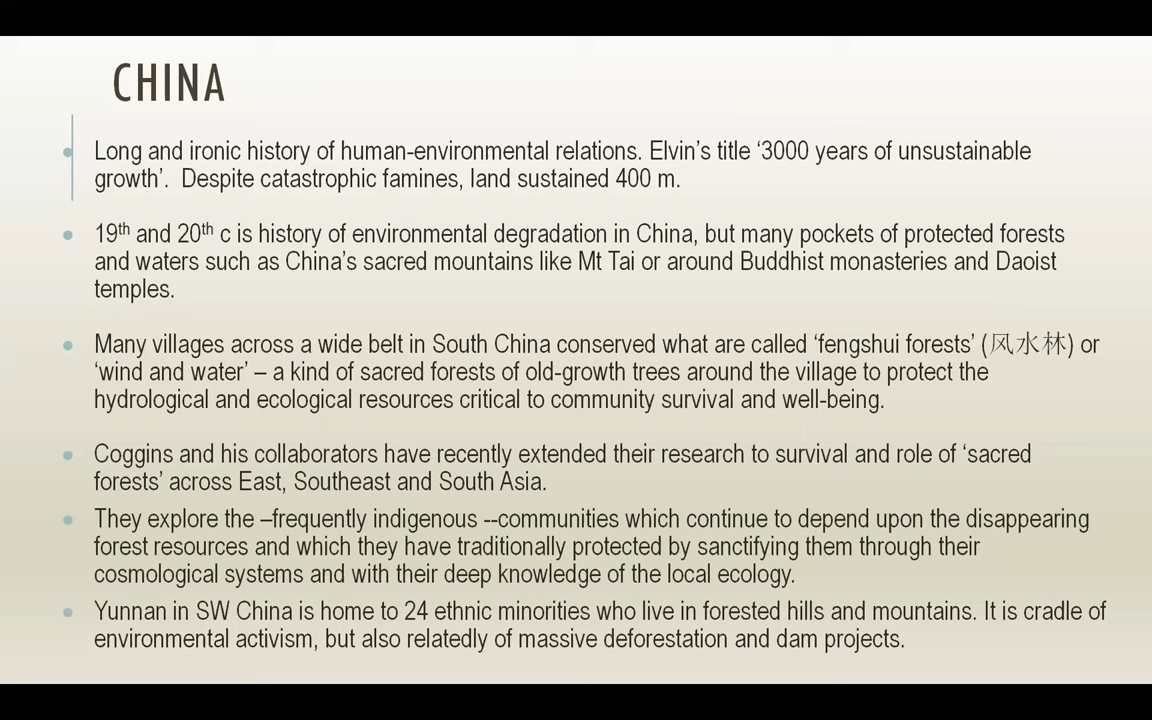 CHINA
Long and ironic history of human-environmental relations. Elvin’s title ‘3000 years of unsustainable
growth’.  Despite catastrophic famines, land sustained 400 m.
19th and 20th c is history of environmental degradation in China, but many pockets of protected forests
and waters such as China’s sacred mountains like Mt Tai or around Buddhist monasteries and Daoist
temples.
Many villages across a wide belt in South China conserved what are called ‘fengshui forests’ (风水林) or
‘wind and water’ – a kind of sacred forests of old-growth trees around the village to protect the
hydrological and ecological resources critical to community survival and well-being.
Coggins and his collaborators have recently extended their research to survival and role of ‘sacred
forests’ across East, Southeast and South Asia.
They explore the –frequently indigenous --communities which continue to depend upon the disappearing
forest resources and which they have traditionally protected by sanctifying them through their
cosmological systems and with their deep knowledge of the local ecology.
Yunnan in SW China is home to 24 ethnic minorities who live in forested hills and mountains. It is cradle of
environmental activism, but also relatedly of massive deforestation and dam projects.